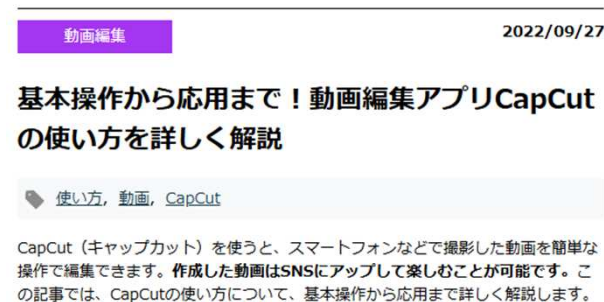 動画編集
2022/09/27
基本操作から応用まで！動画編集アプリCapCut
の使い方を詳しく解説
使い方, 動画, CapCut
CapCut（キャップカット）を使うと、スマートフォンなどで撮影した動画を簡単な
操作で編集できます。作成した動画はSNSにアップして楽しむことが可能です。こ
の記事では、CapCutの使い方について、基本操作から応用まで詳しく解説します。